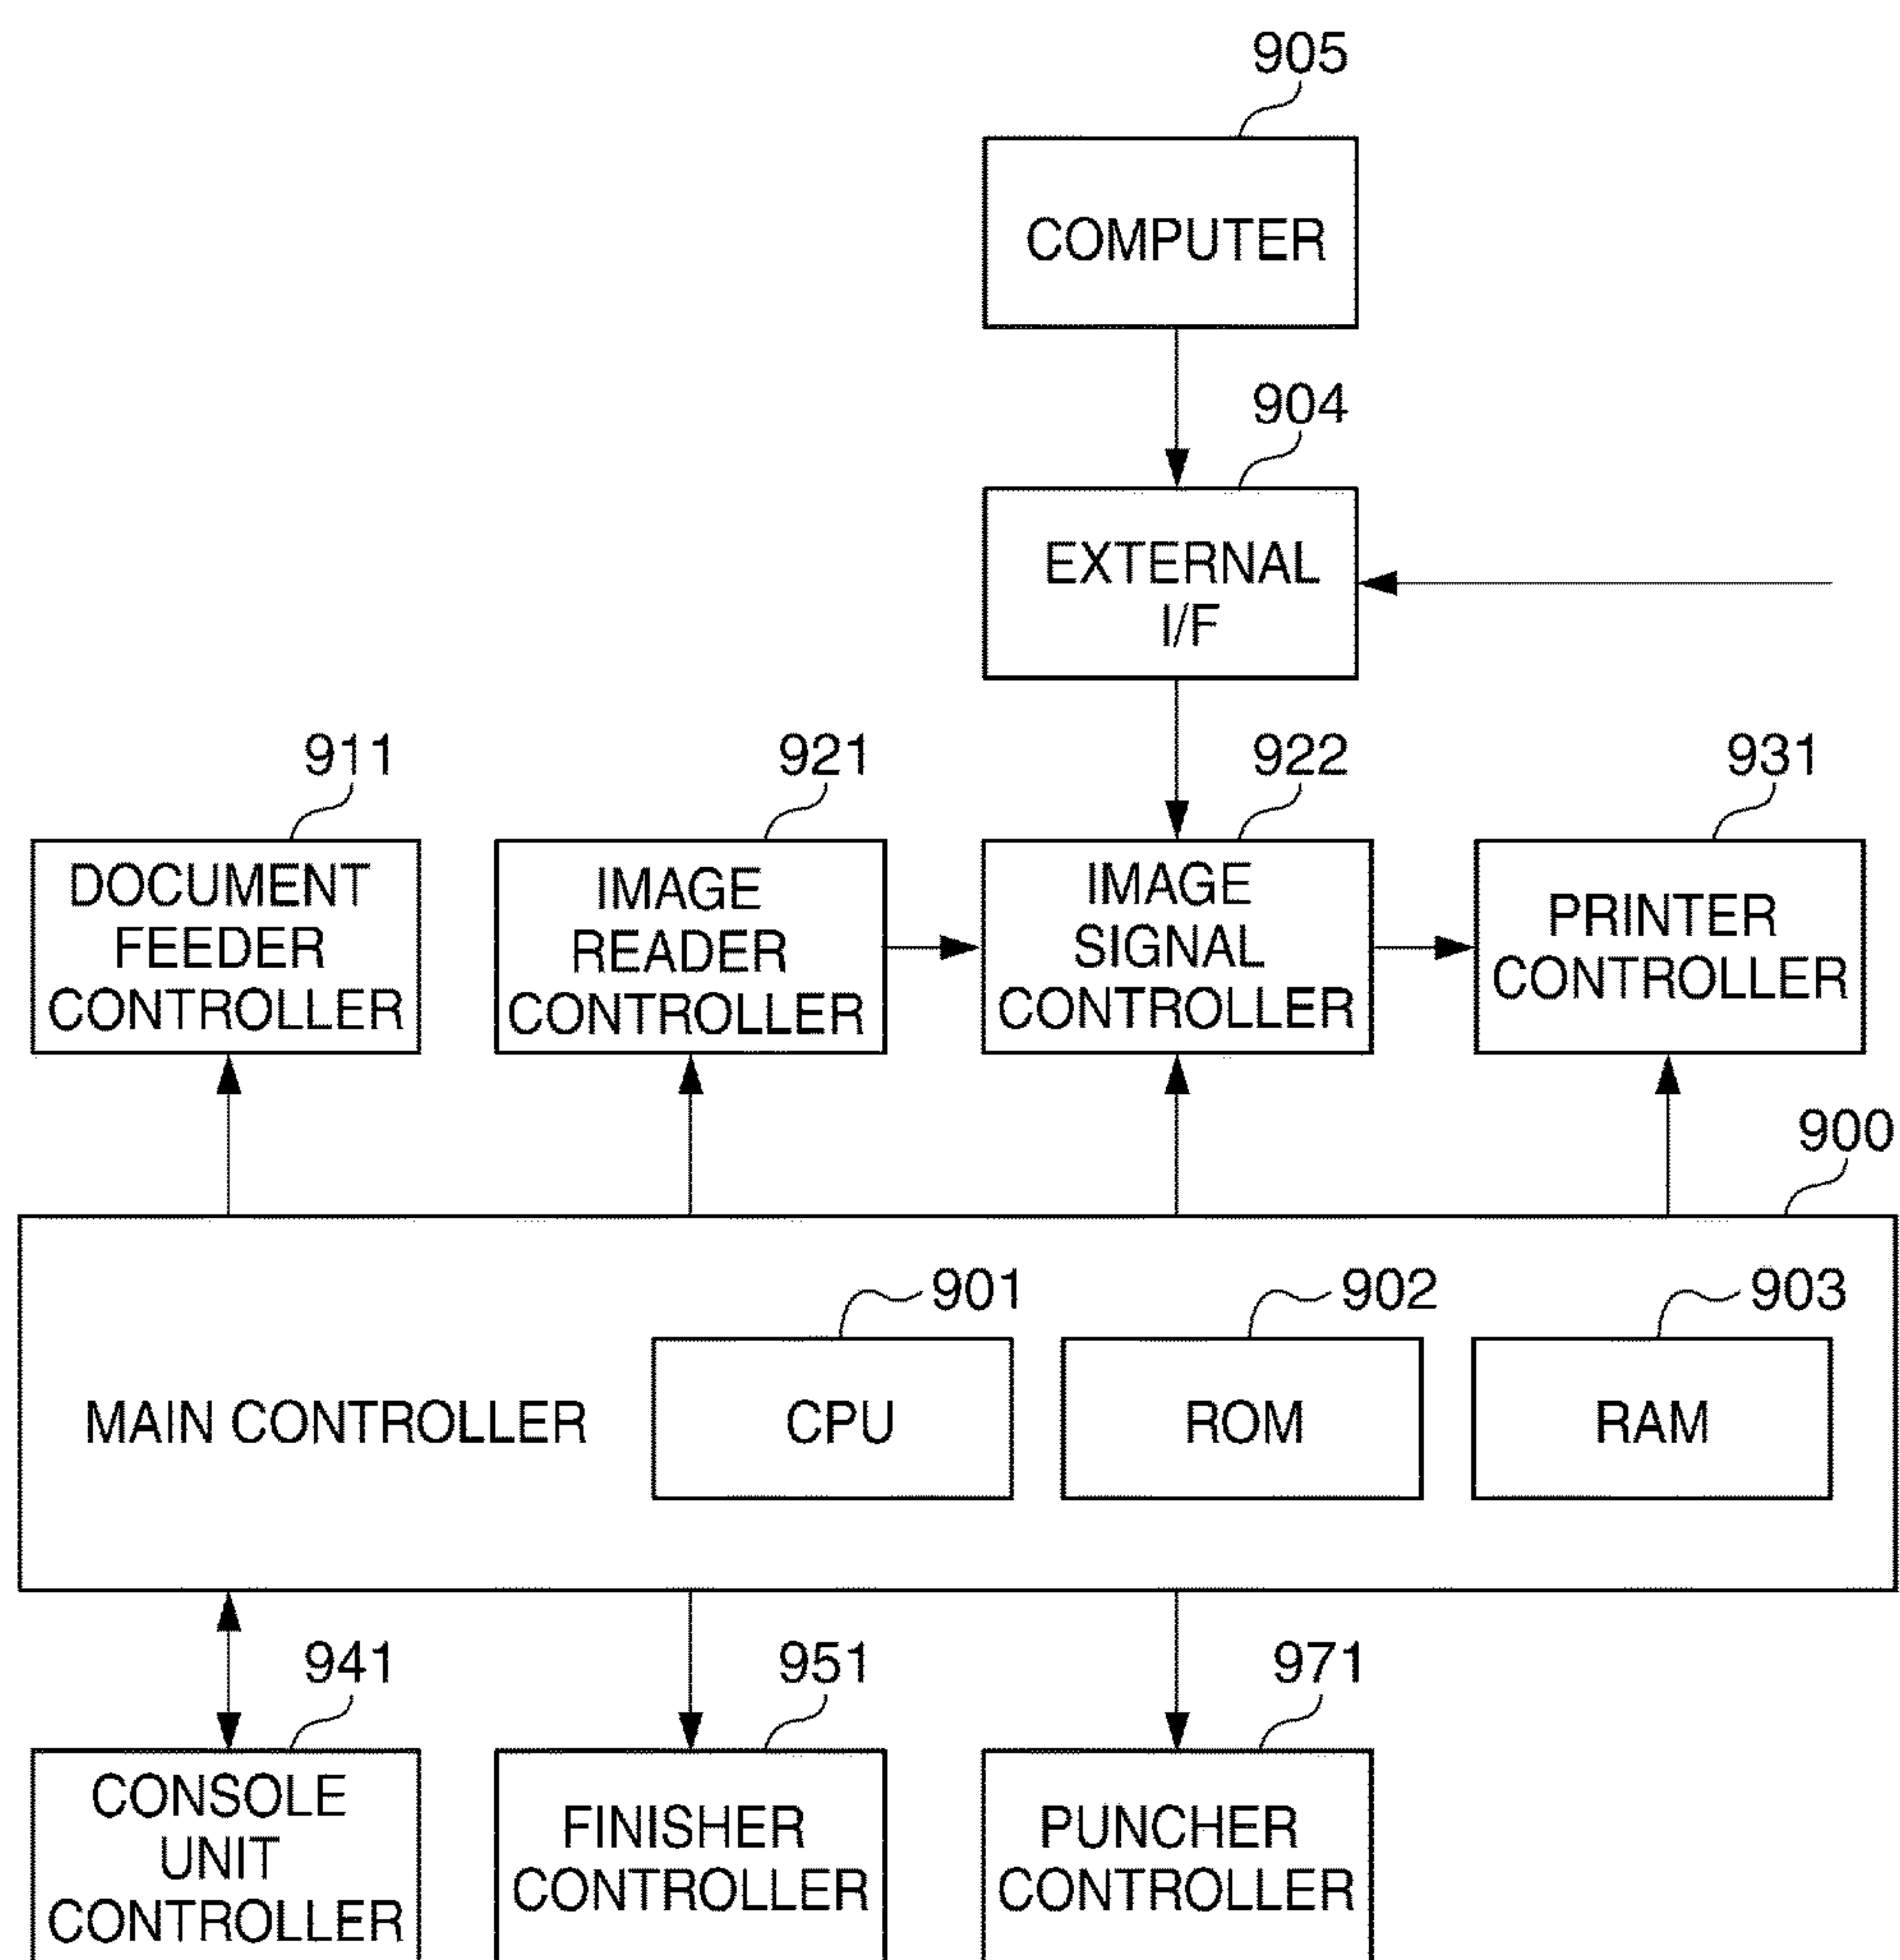 905
COMPUTER
904
EXTERNAL
I/F
911
921
922
931
DOCUMENT
FEEDER
CONTROLLER
IMAGE
READER
CONTROLLER
IMAGE
SIGNAL
CONTROLLER
PRINTER
CONTROLLER
900
901
902
903
MAIN CONTROLLER
CPU
ROM
RAM
941
951
971
CONSOLE
UNIT
CONTROLLER
FINISHER
CONTROLLER
PUNCHER
CONTROLLER